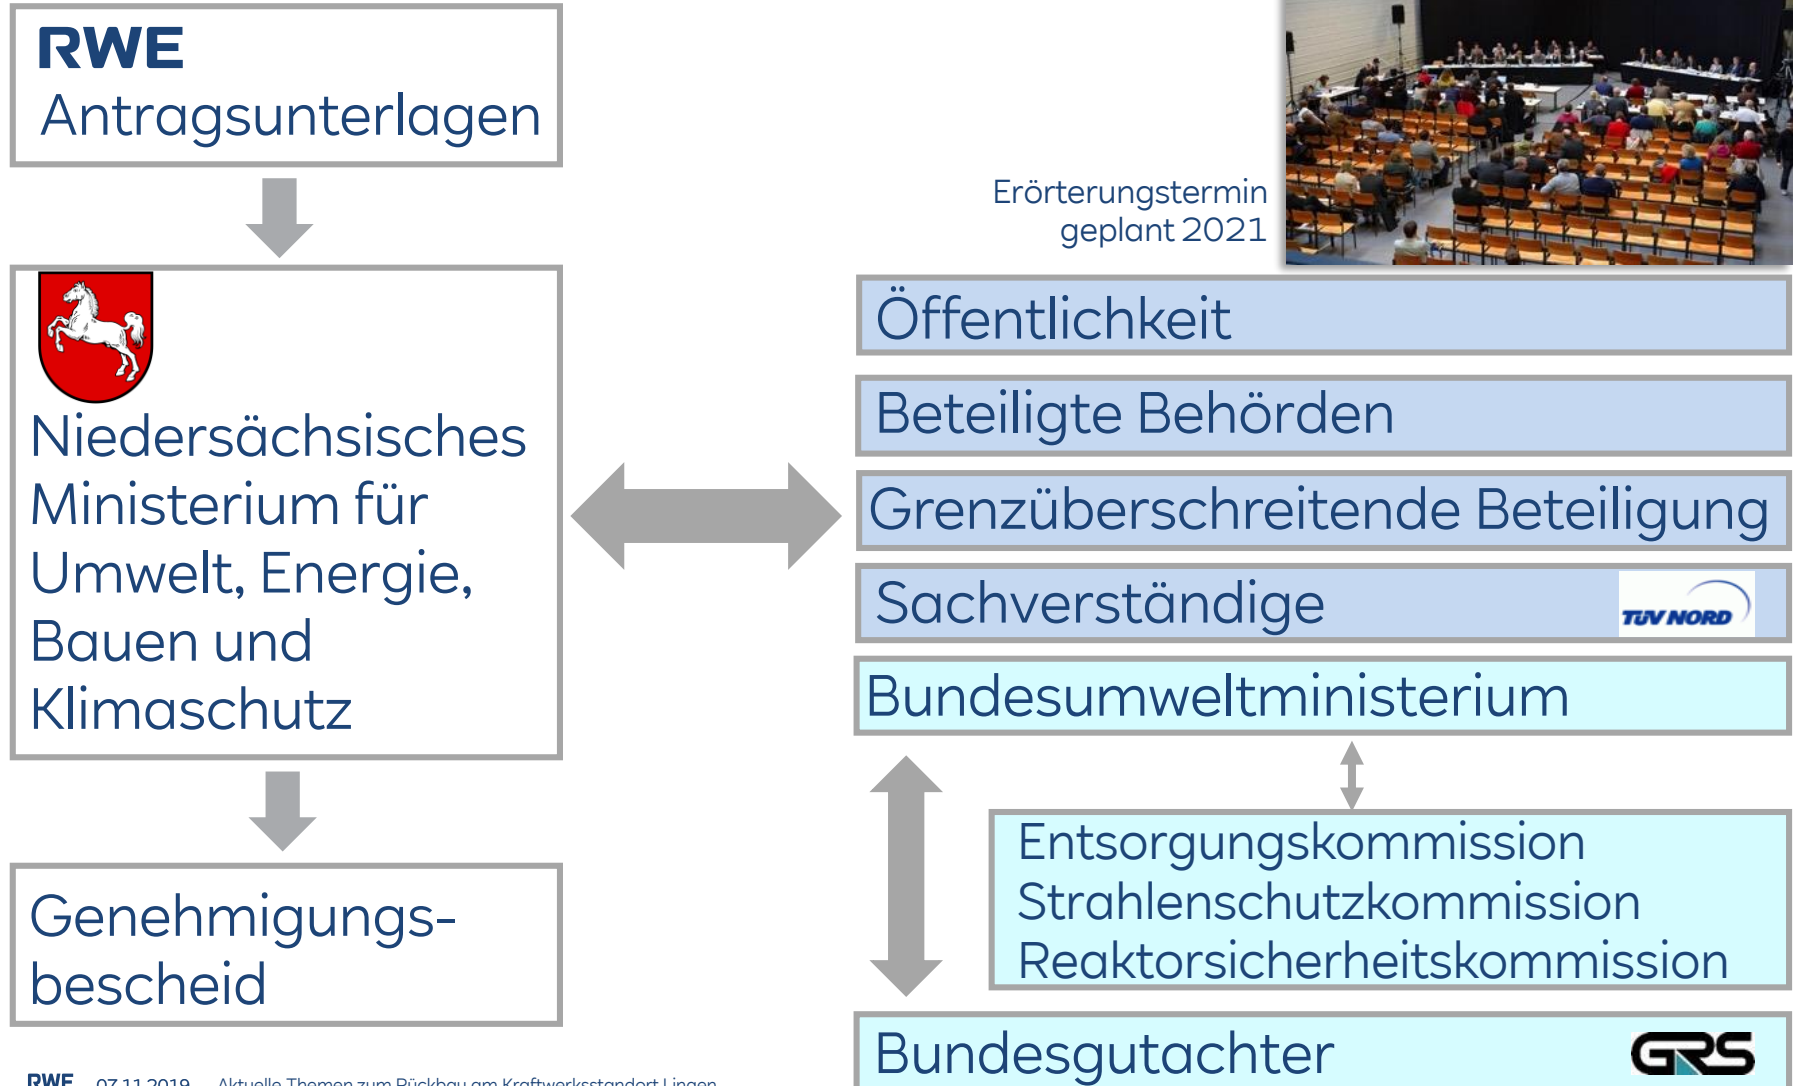 RWE
Antragsunterlagen
Erörterungstermin
geplant 2021
Niedersächsisches
Ministerium für
Umwelt, Energie,
Bauen und
Klimaschutz
Genehmigungs-
bescheid
Öffentlichkeit
Beteiligte Behörden
Grenzüberschreitende Beteiligung
Sachverständige
TÜV NORD
Bundesumweltministerium
Entsorgungskommission
Strahlenschutzkommission
Reaktorsicherheitskommission
Bundesgutachter
GRS
RWE 07.11.2019 Aktuelle Themen zum Rückbau am Kraftwerksstandort Lingen